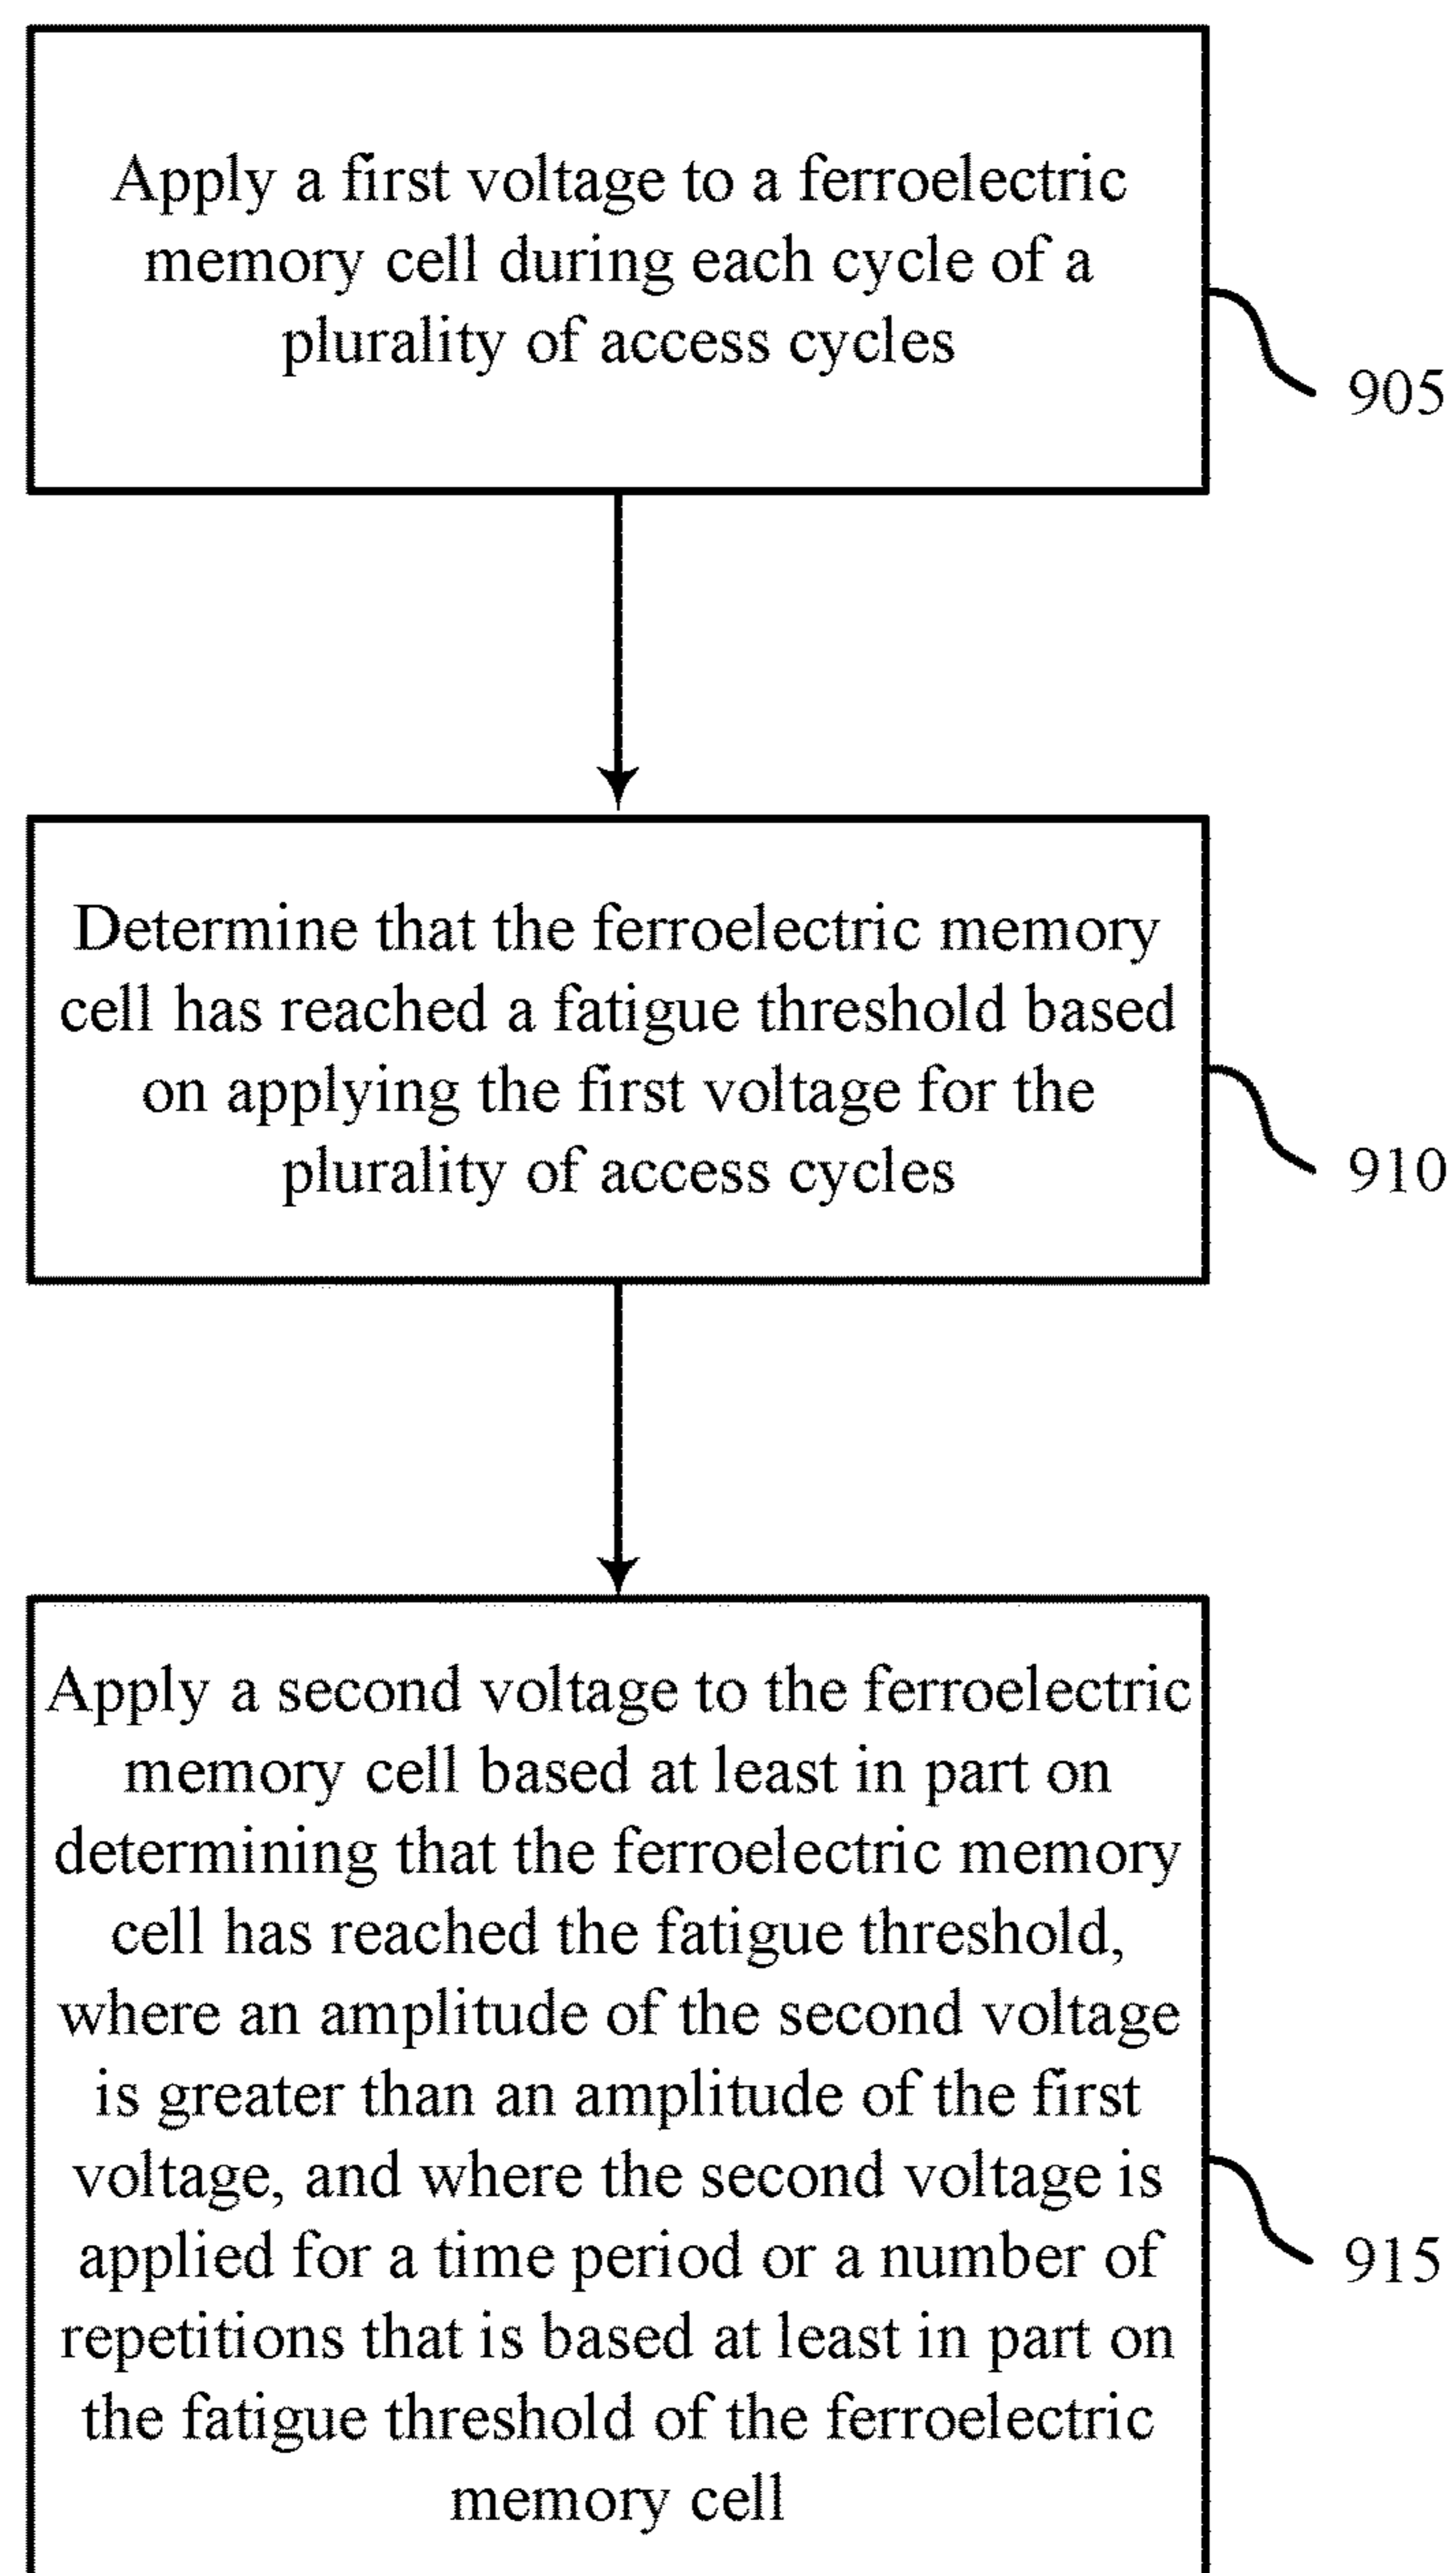 Apply a first voltage to a ferroelectric
memory cell during each cycle of a
plurality of access cycles
905
Determine that the ferroelectric memory
cell has reached a fatigue threshold based
on applying the first voltage for the
plurality of access cycles
910
Apply a second voltage to the ferroelectric
memory cell based at least in part on
determining that the ferroelectric memory
cell has reached the fatigue threshold,
where an amplitude of the second voltage
is greater than an amplitude of the first
voltage, and where the second voltage is
applied for a time period or a number of
repetitions that is based at least in part on
the fatigue threshold of the ferroelectric
memory cell
915